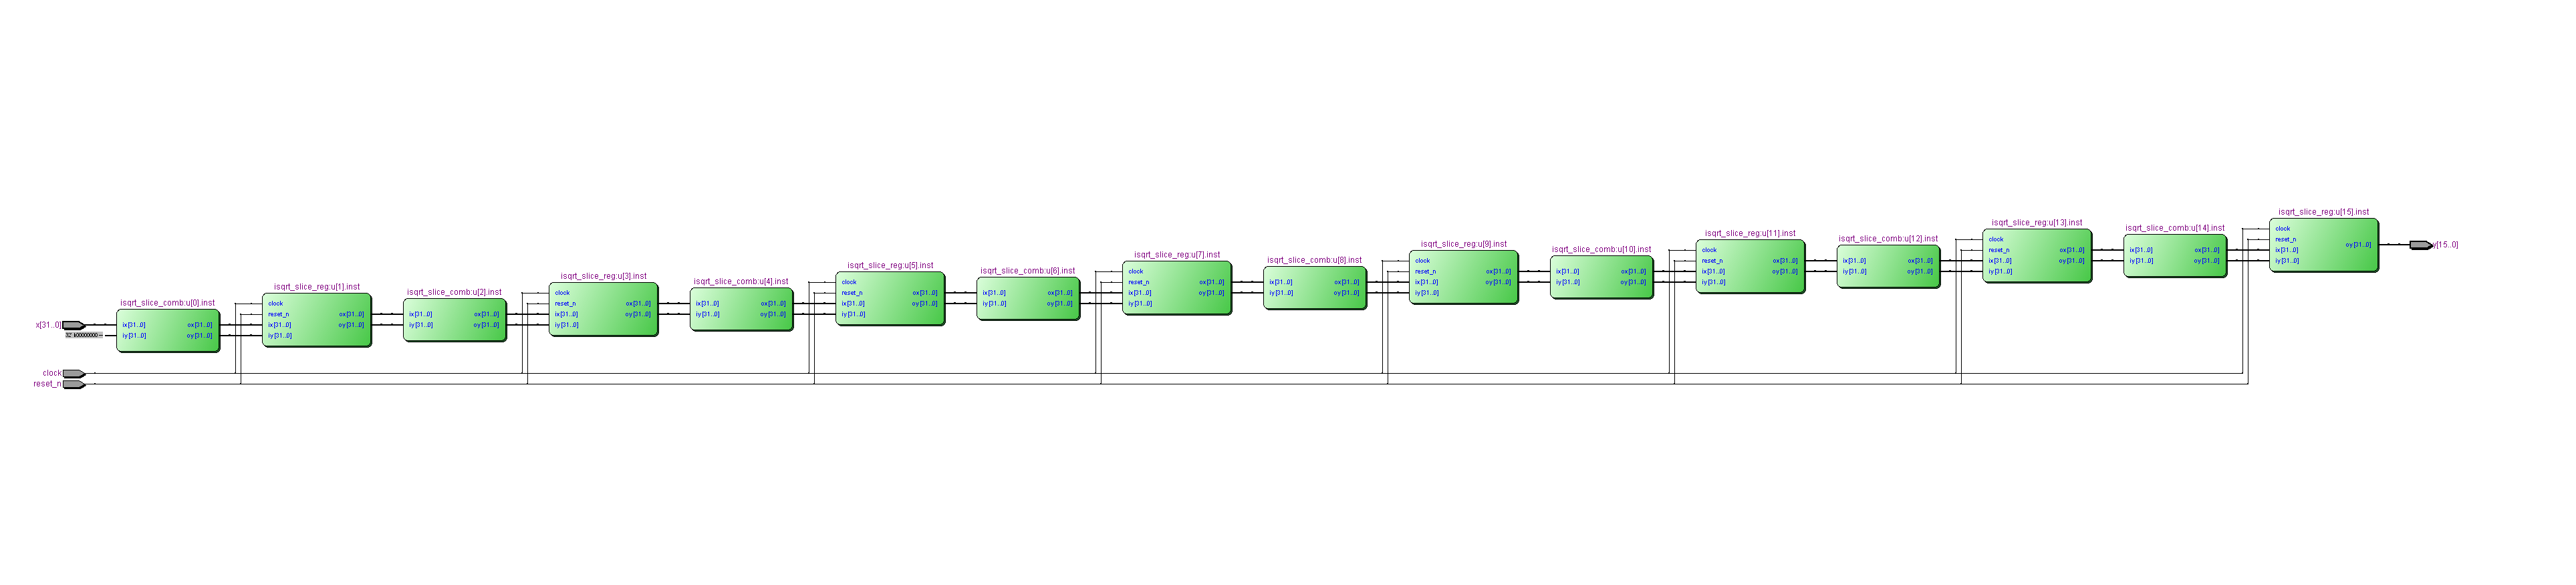 x[31..0]
clock
reset_n
isqrt_slice_comb:u[0].inst
ix[31..0] ox[31..0]
iy[31..0] oy[31..0]
isqrt_slice_reg:u[1].inst
clock
reset_n ox[31..0]
ix[31..0] oy[31..0]
iy[31..0]
isqrt_slice_comb:u[2].inst
ix[31..0] ox[31..0]
iy[31..0] oy[31..0]
isqrt_slice_reg:u[3].inst
clock
reset_n ox[31..0]
ix[31..0] oy[31..0]
iy[31..0]
isqrt_slice_comb:u[4].inst
ix[31..0] ox[31..0]
iy[31..0] oy[31..0]
isqrt_slice_reg:u[5].inst
clock
reset_n ox[31..0]
ix[31..0] oy[31..0]
iy[31..0]
isqrt_slice_comb:u[6].inst
ix[31..0] ox[31..0]
iy[31..0] oy[31..0]
isqrt_slice_reg:u[7].inst
clock
reset_n ox[31..0]
ix[31..0] oy[31..0]
iy[31..0]
isqrt_slice_comb:u[8].inst
ix[31..0] ox[31..0]
iy[31..0] oy[31..0]
isqrt_slice_reg:u[9].inst
clock
reset_n ox[31..0]
ix[31..0] oy[31..0]
iy[31..0]
isqrt_slice_comb:u[10].inst
ix[31..0] ox[31..0]
iy[31..0] oy[31..0]
isqrt_slice_reg:u[11].inst
clock
reset_n ox[31..0]
ix[31..0] oy[31..0]
iy[31..0]
isqrt_slice_comb:u[12].inst
ix[31..0] ox[31..0]
iy[31..0] oy[31..0]
isqrt_slice_reg:u[13].inst
clock
reset_n ox[31..0]
ix[31..0] oy[31..0]
iy[31..0]
isqrt_slice_comb:u[14].inst
ix[31..0] ox[31..0]
iy[31..0] oy[31..0]
isqrt_slice_reg:u[15].inst
clock
reset_n
oy[31..0]
ix[31..0]
iy[31..0]
y[15..0]